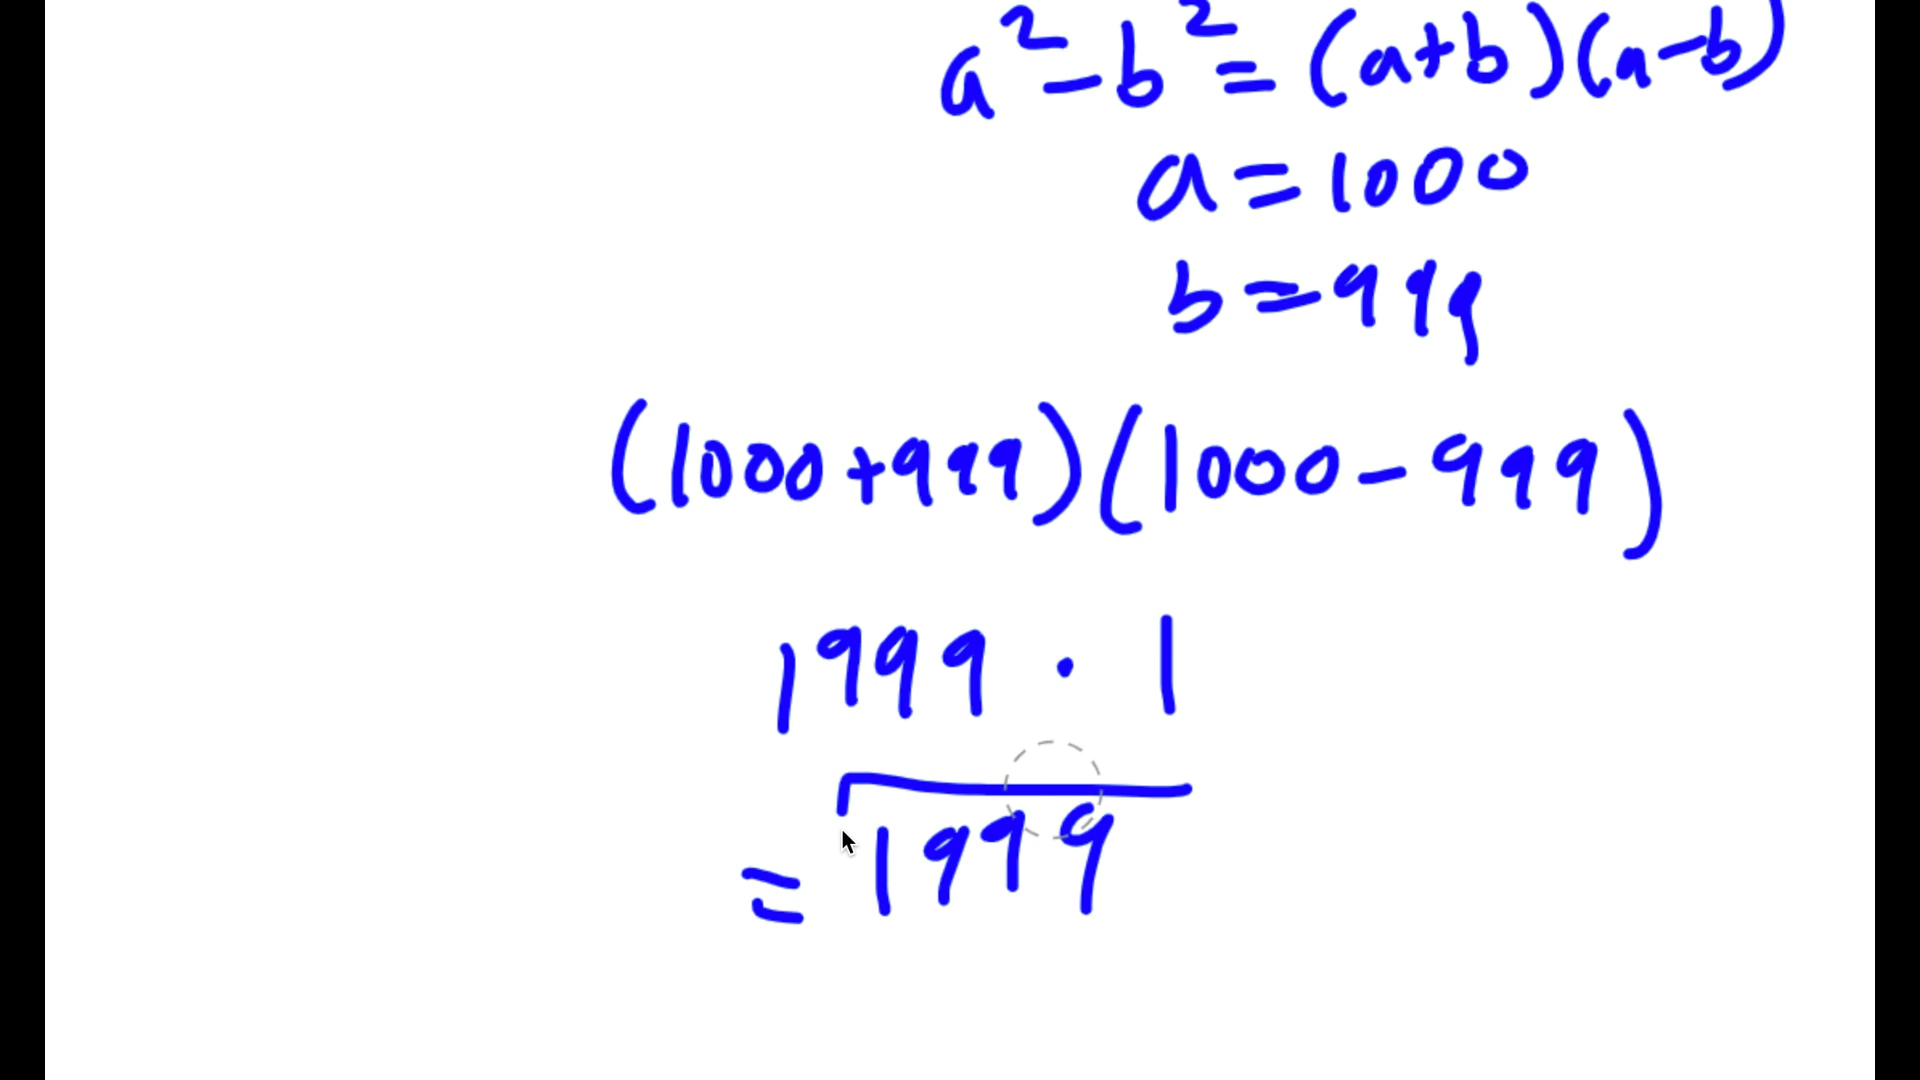 a²-b² = (a+b)(a-b)
a=1000
b=999
(1000+999)(1000-999)
1999 · 1
= 1999